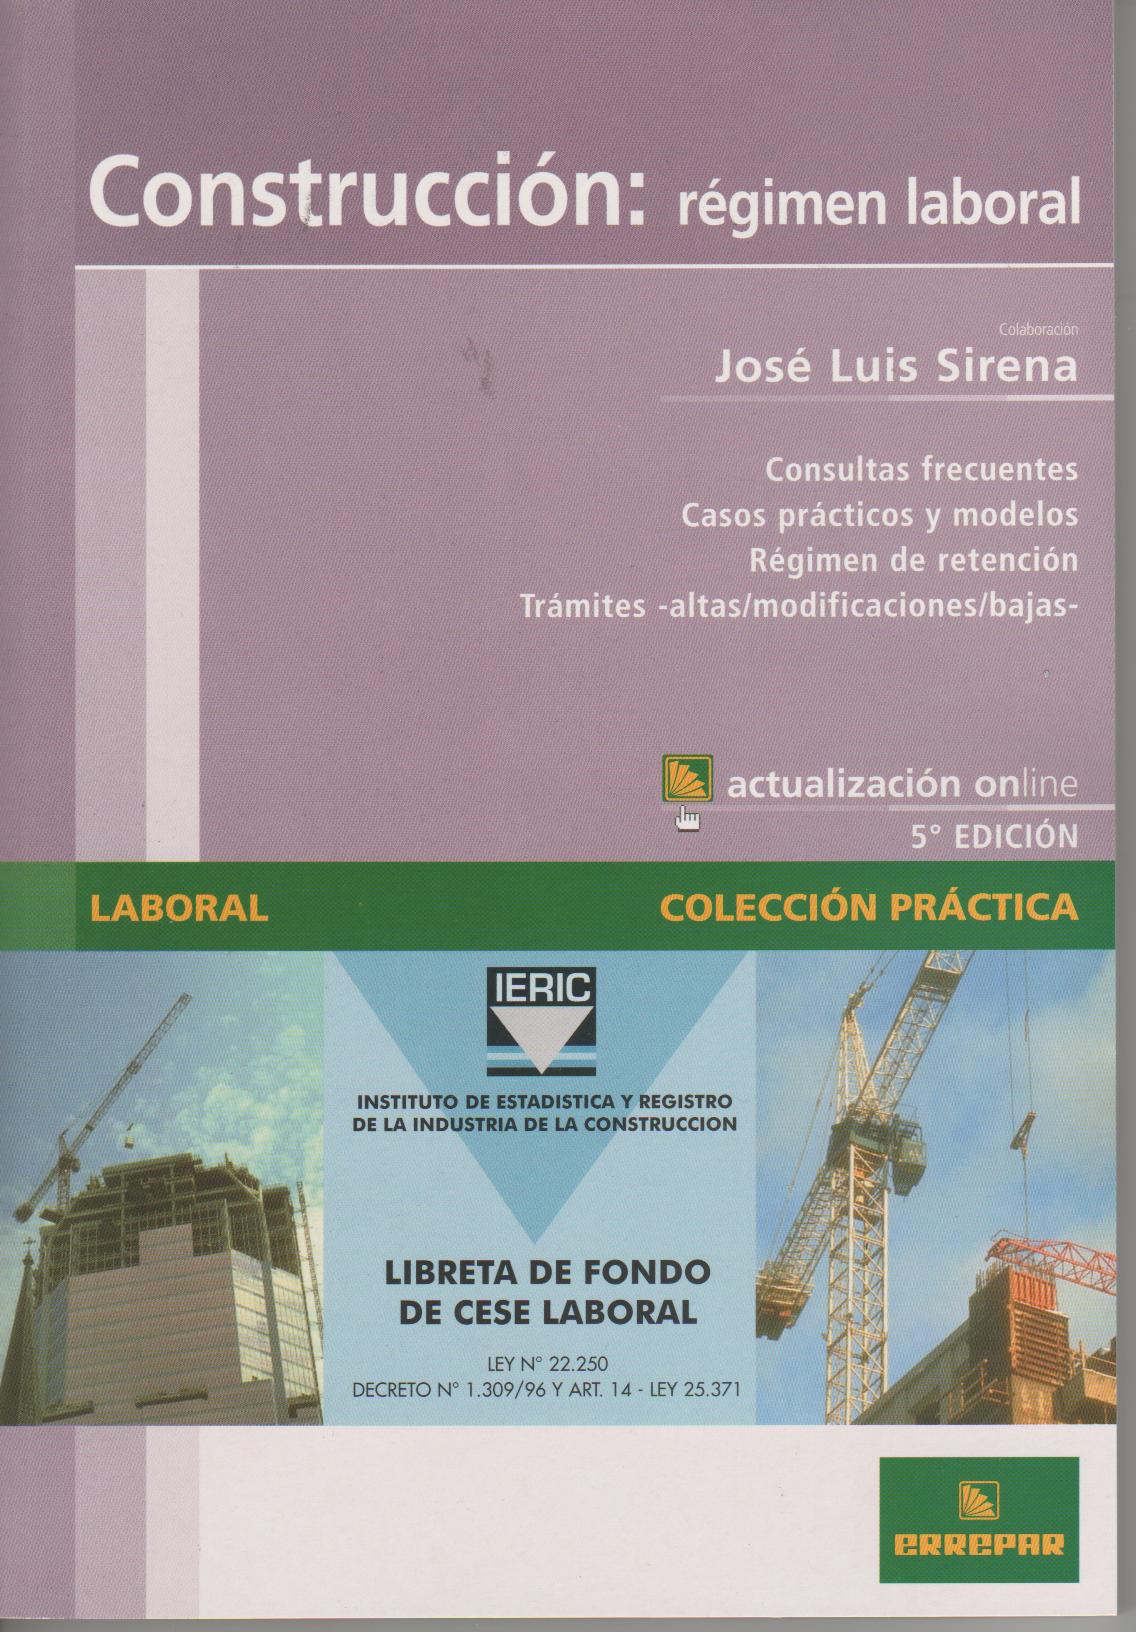 Construcción: régimen laboral
Colaboración
José Luis Sirena
Consultas frecuentes
Casos prácticos y modelos
Régimen de retención
Trámites -altas/modificaciones/bajas-
actualización online
5° EDICIÓN
LABORAL COLECCIÓN PRÁCTICA
IERIC
INSTITUTO DE ESTADISTICA Y REGISTRO
DE LA INDUSTRIA DE LA CONSTRUCCION
LIBRETA DE FONDO
DE CESE LABORAL
LEY N° 22.250
DECRETO N° 1.309/96 Y ART. 14 - LEY 25.371
ERREPAR